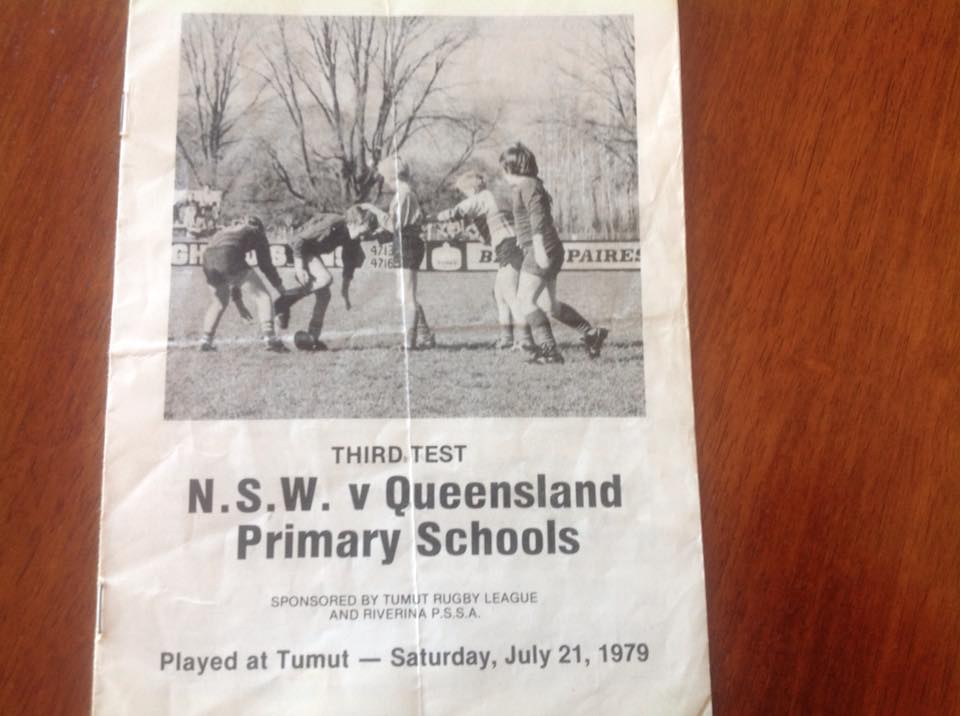 4713
THIRD TEST
N.S.W. v Queensland
Primary Schools
SPONSORED BY TUMUT RUGBY LEAGUE
AND RIVERINA P.S.S.A.
Played at Tumut — Saturday, July 21, 1979